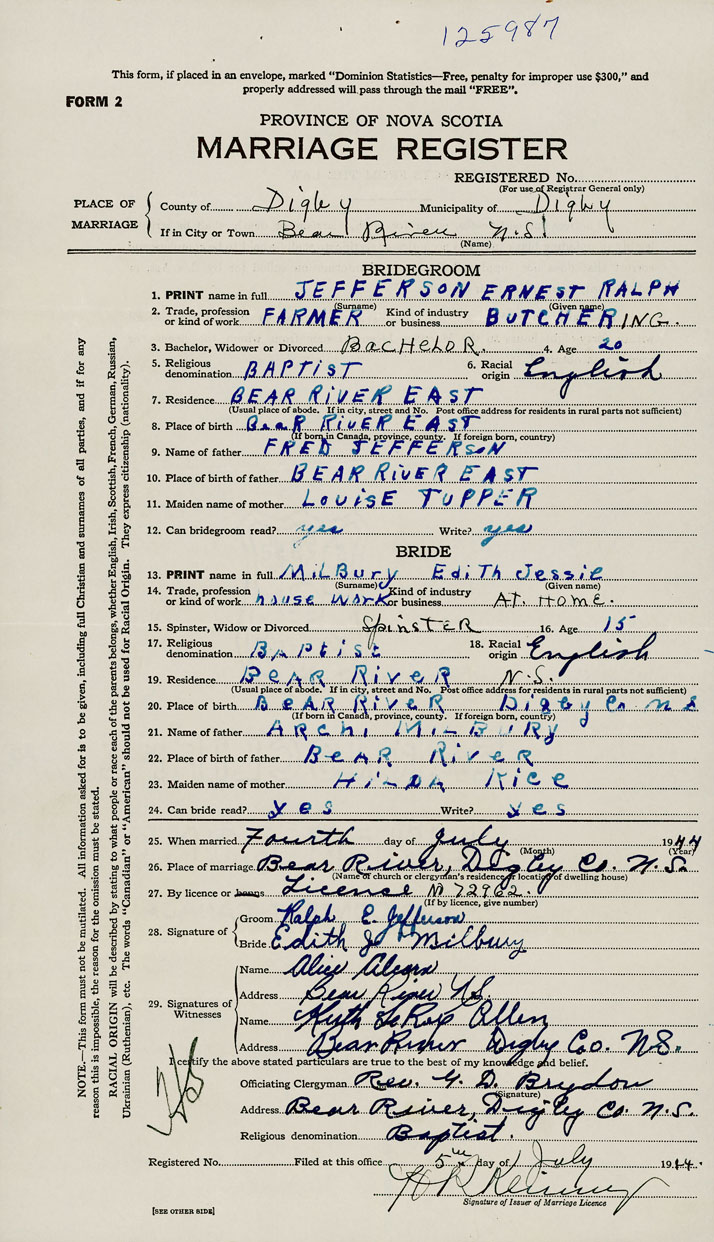 125987
This form, if placed in an envelope, marked “Dominion Statistics—Free, penalty for improper use $300,” and
properly addressed will pass through the mail “FREE”.
FORM 2
PROVINCE OF NOVA SCOTIA
MARRIAGE REGISTER
REGISTERED No.
(For use of Registrar General only)
PLACE OF MARRIAGE
County of Digby Municipality of Digby
If in City or Town Bear River N.S.
(Name)
BRIDEGROOM
1. PRINT name in full JEFFERSON ERNEST RALPH
(Surname) (Given name)
2. Trade, profession or kind of work FARMER Kind of industry or business BUTCHERING.
3. Bachelor, Widower or Divorced BACHELOR. 4. Age 20
5. Religious denomination BAPTIST 6. Racial origin English
7. Residence BEAR RIVER EAST
(Usual place of abode. If in city, street and No. Post office address for residents in rural parts not sufficient)
8. Place of birth BeaR RIVER EAST
(If born in Canada, province, county. If foreign born, country)
9. Name of father FRED JEFFERSON
10. Place of birth of father BEAR RIVER EAST
11. Maiden name of mother LOUISE TUPPER
12. Can bridegroom read? yes Write? yes
BRIDE
13. PRINT name in full MILBURY EDITH Jessie
(Surname) (Given name)
14. Trade, profession or kind of work house work Kind of industry or business AT. HOME.
15. Spinster, Widow or Divorced SPINSTER 16. Age 15
17. Religious denomination BAPTIST 18. Racial origin English
19. Residence BEAR RIVER N.S.
(Usual place of abode. If in city, street and No. Post office address for residents in rural parts not sufficient)
20. Place of birth BEAR RIVER Digby Co N S
(If born in Canada, province, county. If foreign born, country)
21. Name of father ARCHI MILBURY
22. Place of birth of father BEAR RIVER
23. Maiden name of mother HILDA RICE
24. Can bride read? yes Write? yes
25. When married Fourth day of July 1944
(Month) (Year)
26. Place of marriage Bear River, Digby Co. N.S.
(Name of church or clergyman's residence or location of dwelling house)
27. By licence or banns Licence No 72962.
(If by licence, give number)
28. Signature of
Groom Ralph E. Jefferson
Bride Edith J. Milbury
29. Signatures of Witnesses
Name Alice
Address Bear River N.S.
Name Keith Allen
Address Bear River Digby Co. N.S.
I certify the above stated particulars are true to the best of my knowledge and belief.
Officiating Clergyman Rev. G. D. Brydon
(Signature)
Address Bear River, Digby Co. N.S.
Religious denomination Baptist.
Registered No. Filed at this office 5th day of July 1944.
Signature of Issuer of Marriage Licence
[SEE OTHER SIDE]
NOTE.—This form must not be mutilated. All information asked for is to be given, including full Christian and surnames of all parties, and if for any
reason this is impossible, the reason for the omission must be stated.
RACIAL ORIGIN will be described by stating to what people or race each of the parents belongs, whether English, Irish, Scottish, French, German, Russian,
Ukrainian (Ruthenian), etc. The words “Canadian” or “American” should not be used for Racial Origin. They express citizenship (nationality).